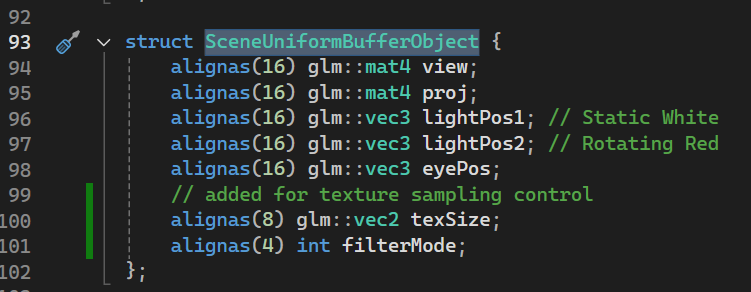 92
93 struct SceneUniformBufferObject {
94 alignas(16) glm::mat4 view;
95 alignas(16) glm::mat4 proj;
96 alignas(16) glm::vec3 lightPos1; // Static White
97 alignas(16) glm::vec3 lightPos2; // Rotating Red
98 alignas(16) glm::vec3 eyePos;
99 // added for texture sampling control
100 alignas(8) glm::vec2 texSize;
101 alignas(4) int filterMode;
102 };